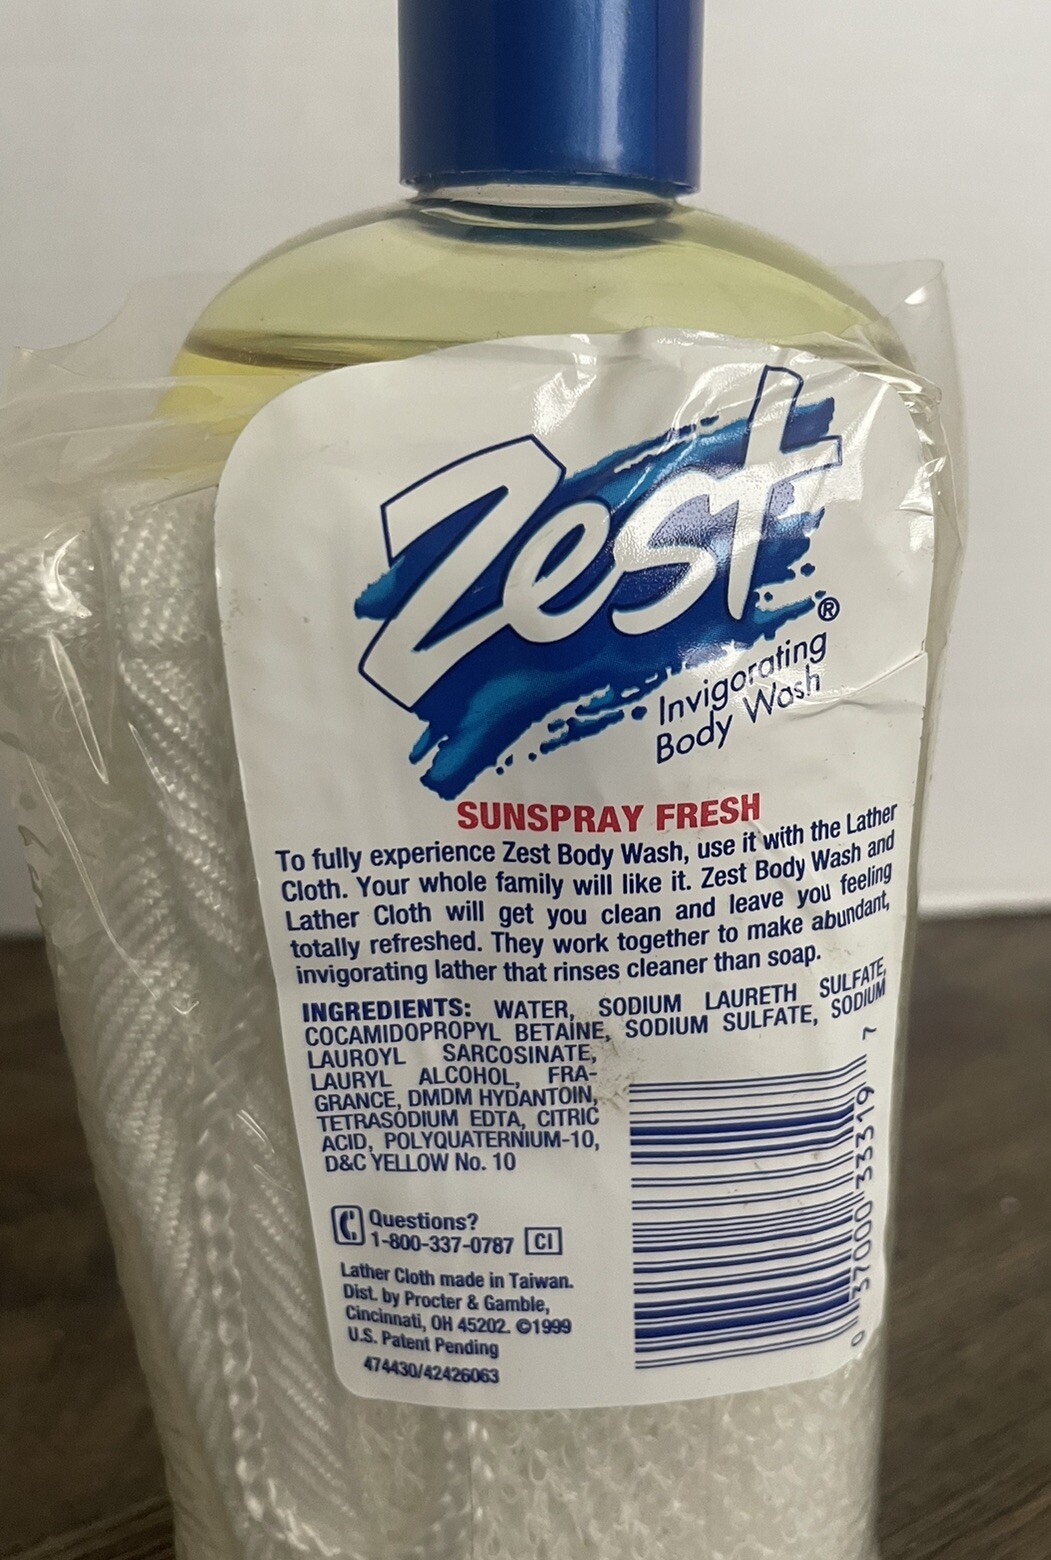 Zest®
Invigorating
Body Wash
SUNSPRAY FRESH
To fully experience Zest Body Wash, use it with the Lather
Cloth. Your whole family will like it. Zest Body Wash and
Lather Cloth will get you clean and leave you feeling
totally refreshed. They work together to make abundant,
invigorating lather that rinses cleaner than soap.
INGREDIENTS: WATER, SODIUM LAURETH SULFATE,
COCAMIDOPROPYL BETAINE, SODIUM SULFATE, SODIUM
LAUROYL SARCOSINATE,
LAURYL ALCOHOL, FRA-
GRANCE, DMDM HYDANTOIN,
TETRASODIUM EDTA, CITRIC
ACID, POLYQUATERNIUM-10,
D&C YELLOW No. 10
Questions?
1-800-337-0787 CI
Lather Cloth made in Taiwan.
Dist. by Procter & Gamble,
Cincinnati, OH 45202. ©1999
U.S. Patent Pending
474430/42426063
0 37000 33319 7